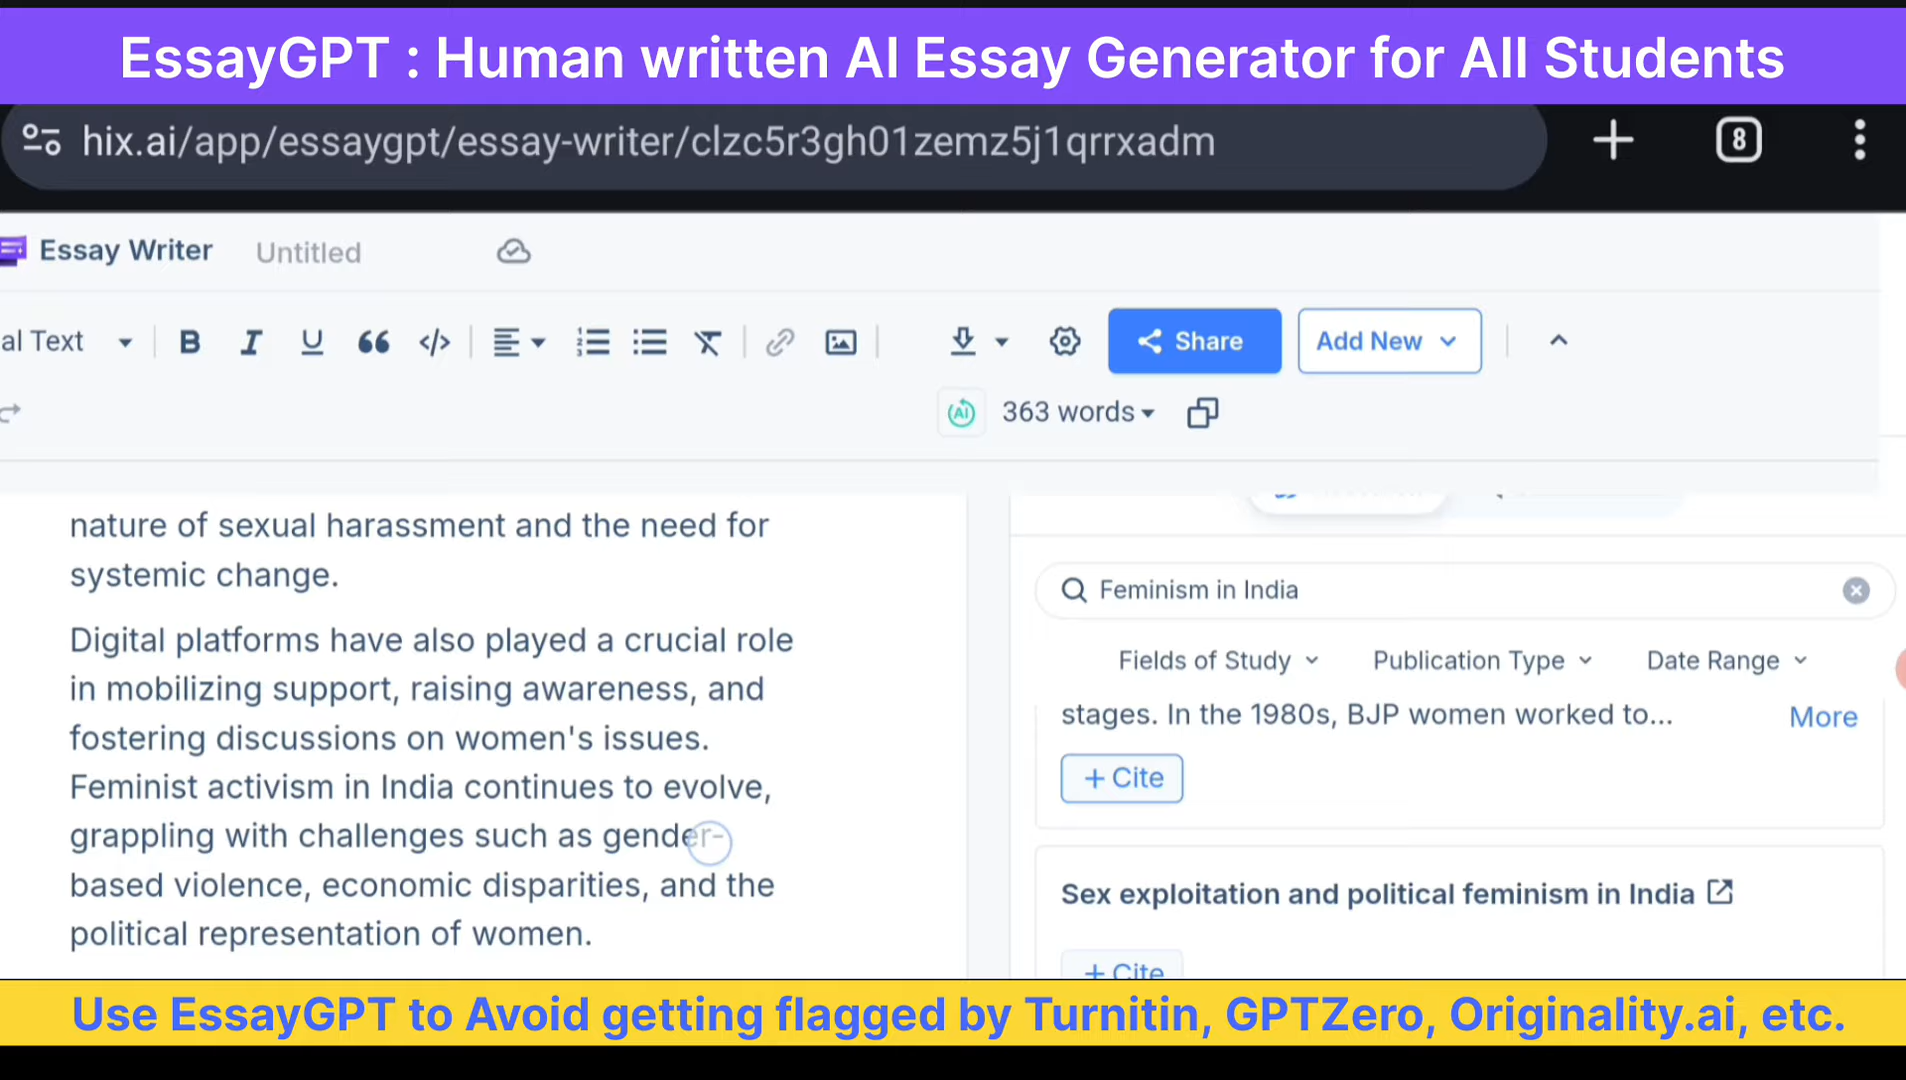 EssayGPT : Human written AI Essay Generator for All Students
hix.ai/app/essaygpt/essay-writer/clzc5r3gh01zemz5j1qrrxadm
8
Essay Writer Untitled
al Text B I U </> Share Add New
AI 363 words
nature of sexual harassment and the need for
systemic change.
Digital platforms have also played a crucial role
in mobilizing support, raising awareness, and
fostering discussions on women's issues.
Feminist activism in India continues to evolve,
grappling with challenges such as gender-
based violence, economic disparities, and the
political representation of women.
Feminism in India
Fields of Study Publication Type Date Range
stages. In the 1980s, BJP women worked to... More
+ Cite
Sex exploitation and political feminism in India
+ Cite
Use EssayGPT to Avoid getting flagged by Turnitin, GPTZero, Originality.ai, etc.